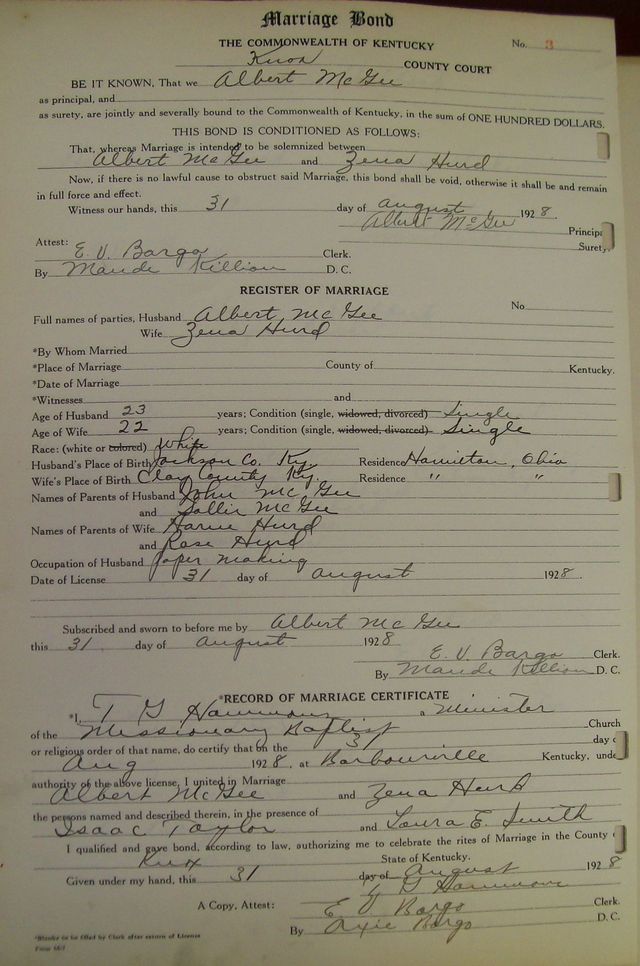 Marriage Bond
THE COMMONWEALTH OF KENTUCKY No. 3
Knox COUNTY COURT
BE IT KNOWN, That we Albert McGee
as principal, and
as surety, are jointly and severally bound to the Commonwealth of Kentucky, in the sum of ONE HUNDRED DOLLARS.
THIS BOND IS CONDITIONED AS FOLLOWS:
That, whereas Marriage is intended to be solemnized between
Albert McGee and Zena Hurd
Now, if there is no lawful cause to obstruct said Marriage, this bond shall be void, otherwise it shall be and remain
in full force and effect.
Witness our hands, this 31 day of August, 1928.
Albert McGee Principal
Surety.
Attest:
E. V. Bargo Clerk.
By Maude Killion D. C.
REGISTER OF MARRIAGE
Full names of parties, Husband Albert McGee No
Wife Zena Hurd
*By Whom Married
*Place of Marriage County of Kentucky.
*Date of Marriage
*Witnesses and
Age of Husband 23 years; Condition (single, widowed, divorced) Single
Age of Wife 22 years; Condition (single, widowed, divorced) Single
Race: (white or colored) White
Husband's Place of Birth Jackson Co. Ky. Residence Hamilton, Ohio
Wife's Place of Birth Clay County Ky. Residence " "
Names of Parents of Husband John McGee
and Sallie McGee
Names of Parents of Wife Hurd
and Rose Hurd
Occupation of Husband Paper making
Date of License 31 day of August 1928.
Subscribed and sworn to before me by Albert McGee
this 31 day of August 1928
E. V. Bargo Clerk.
By Maude Killion D. C.
*RECORD OF MARRIAGE CERTIFICATE
*I, T G a Minister
of the Missionary Baptist Church
or religious order of that name, do certify that on the 31 day o
Aug 1928, at Barbourville Kentucky, unde
authority of the above license, I united in Marriage
Albert McGee and Zena Hurd
the persons named and described therein, in the presence of
Isaac Taylor and Laura E. Smith
I qualified and gave bond, according to law, authorizing me to celebrate the rites of Marriage in the County o
Knox State of Kentucky.
Given under my hand, this 31 day of August 1928
G
A Copy, Attest: E V Bargo Clerk.
By Bargo D. C.
*Blanks to be filled by Clerk after return of License